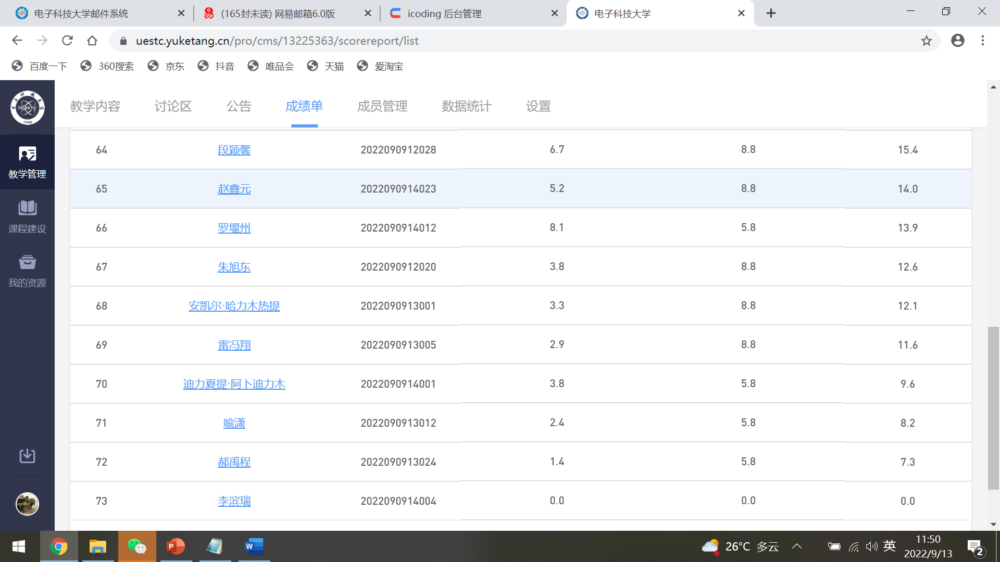 电子科技大学邮件系统 (165封未读) 网易邮箱6.0版 icoding 后台管理 电子科技大学
uestc.yuketang.cn/pro/cms/13225363/scorereport/list
百度一下 360搜索 京东 抖音 唯品会 天猫 爱淘宝
教学内容 讨论区 公告 成绩单 成员管理 数据统计 设置
UESTC
1956
教学管理
课程建设
我的资源
64 段颖馨 2022090912028 6.7 8.8 15.4
65 赵鑫元 2022090914023 5.2 8.8 14.0
66 罗堰州 2022090914012 8.1 5.8 13.9
67 朱旭东 2022090912020 3.8 8.8 12.6
68 安凯尔·哈力木热提 2022090913001 3.3 8.8 12.1
69 雷冯翔 2022090913005 2.9 8.8 11.6
70 迪力夏提·阿卜迪力木 2022090914001 3.8 5.8 9.6
71 喻潇 2022090913012 2.4 5.8 8.2
72 郝禹程 2022090913024 1.4 5.8 7.3
73 李滨瑞 2022090914004 0.0 0.0 0.0
26°C 多云 英 11:50
2022/9/13 2